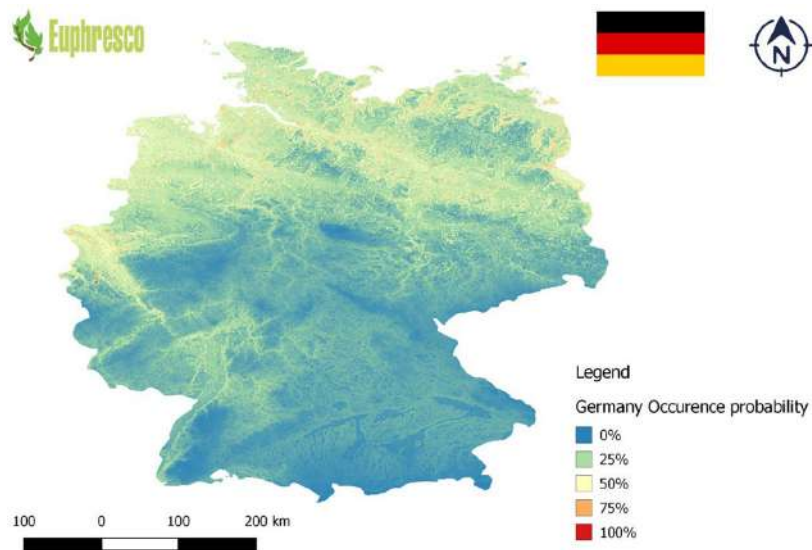 Euphresco
N
Legend
Germany Occurence probability
0%
25%
50%
75%
100%
100 0 100 200 km